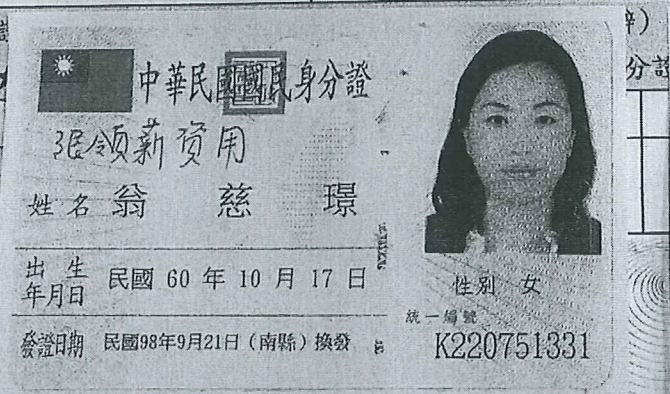 中華民國國民身分證
領薪資用
姓名 翁慈璟
出生年月日 民國 60 年 10 月 17 日
性別 女
統一編號
K220751331
發證日期 民國98年9月21日(南縣)換發